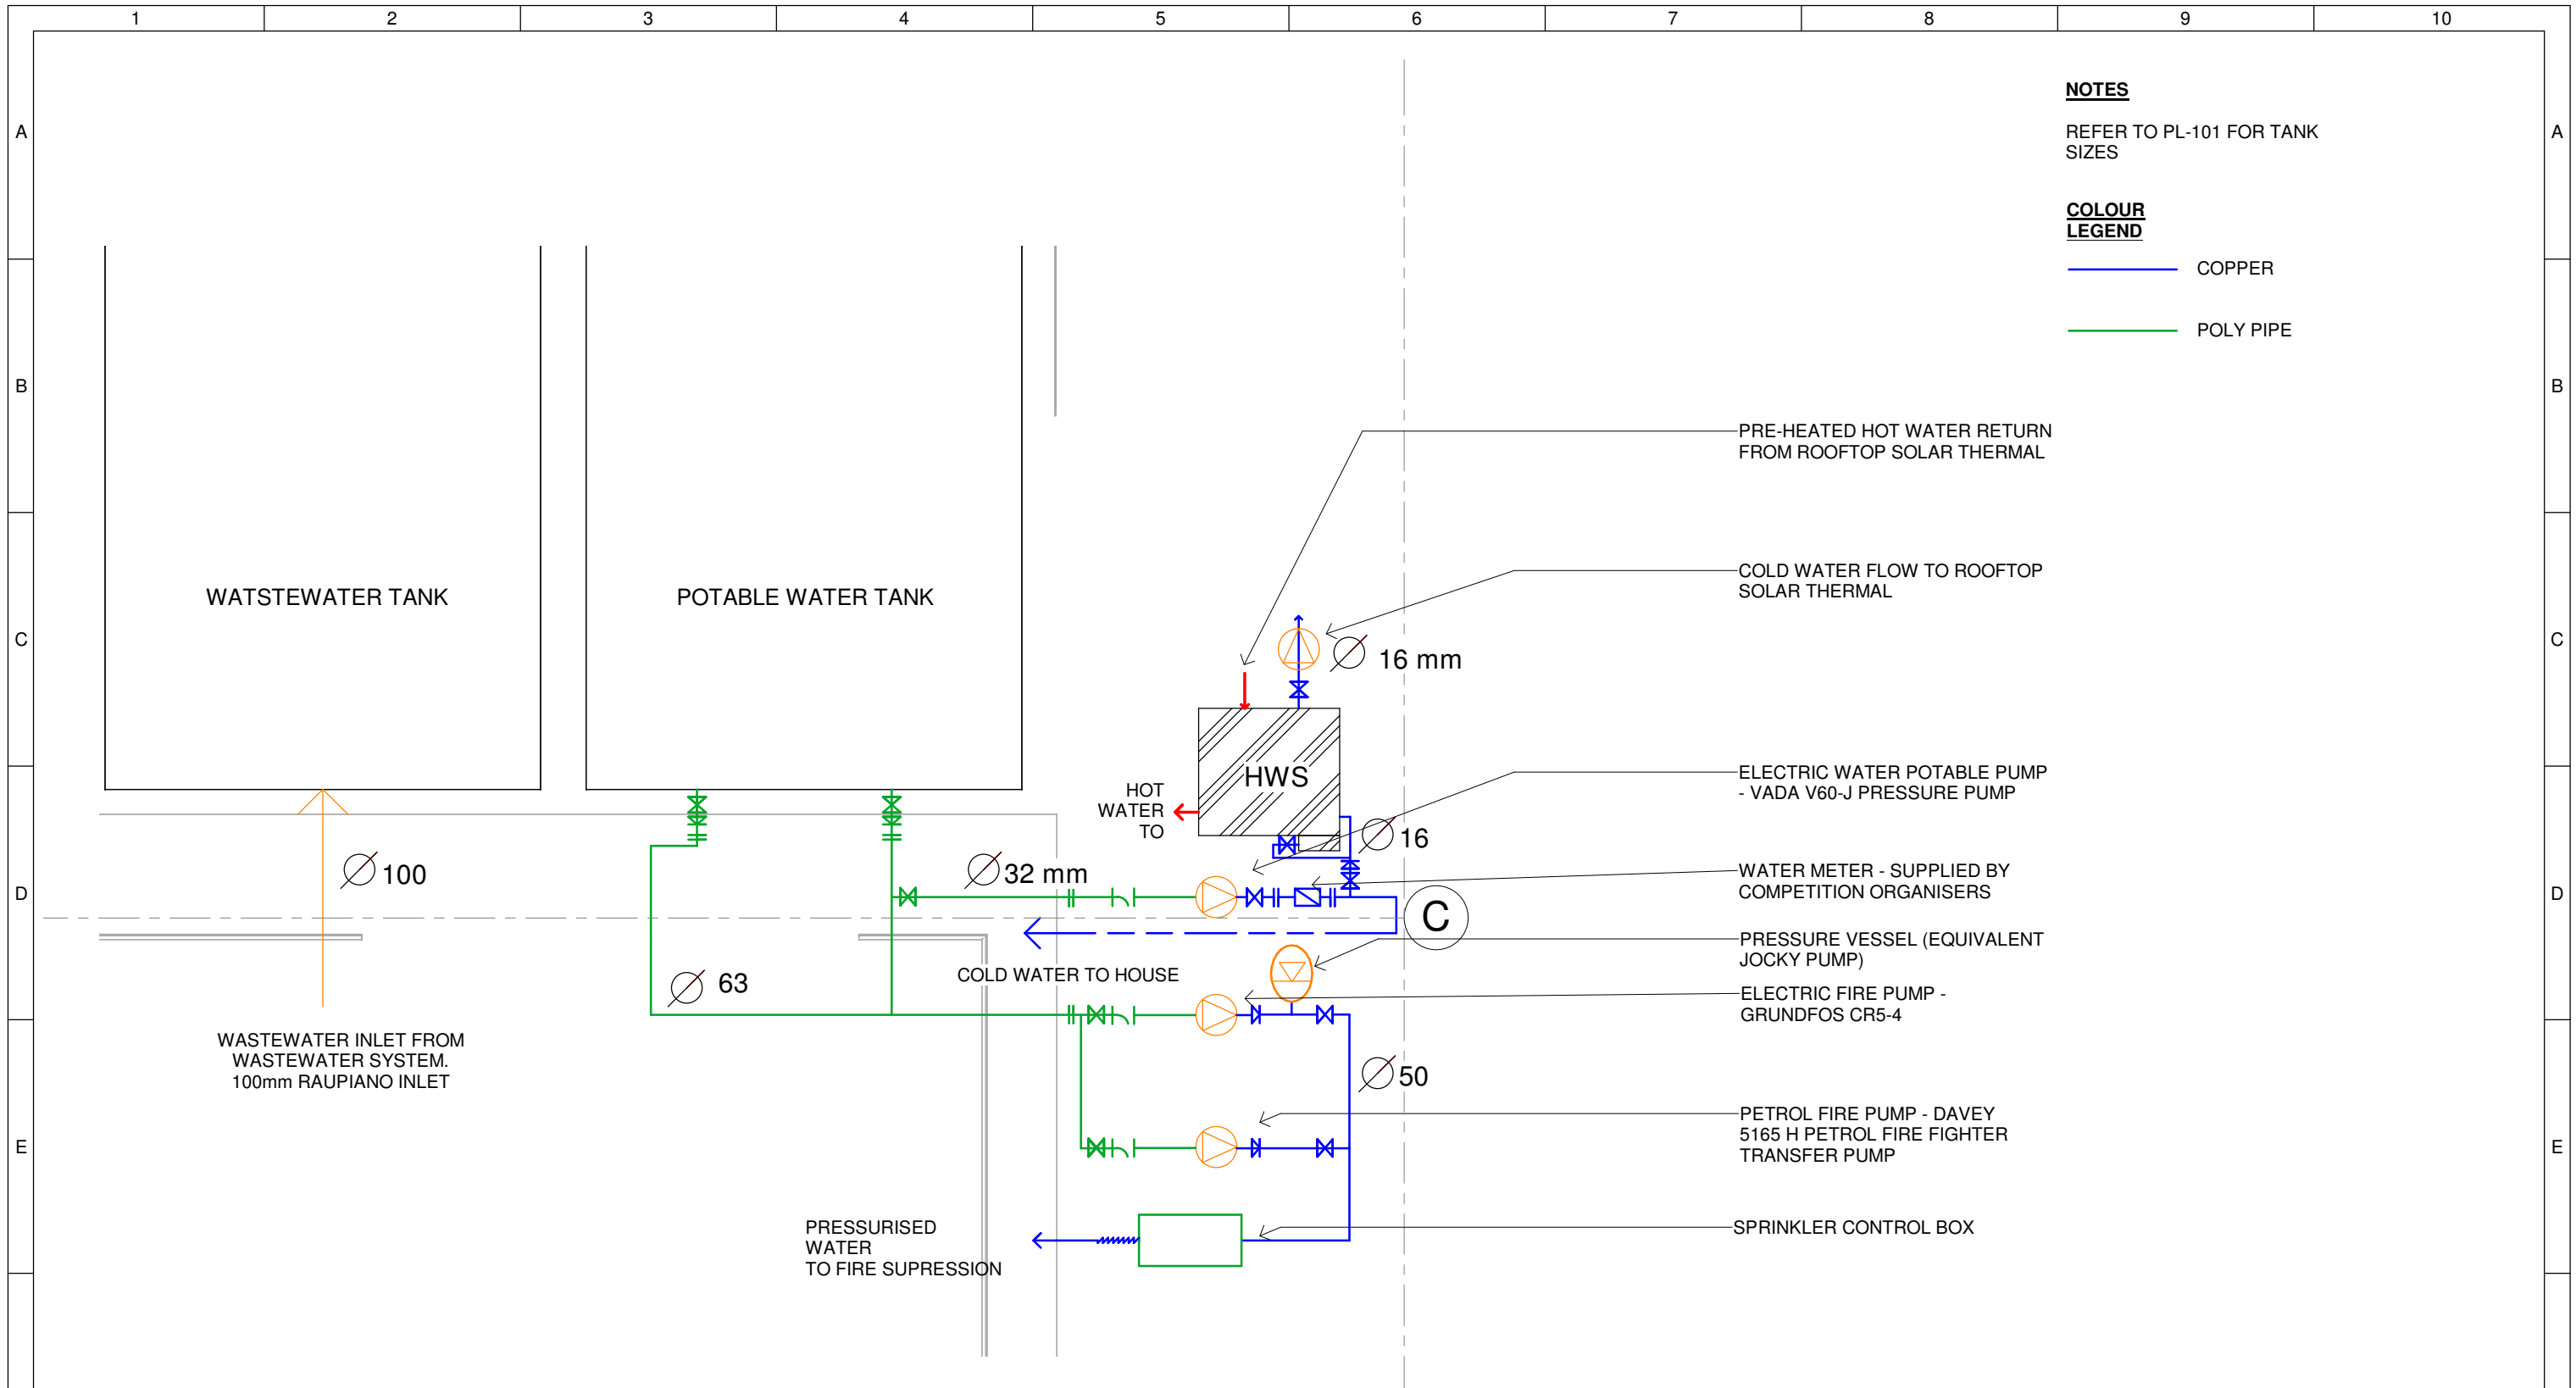 1 2 3 4 5 6 7 8 9 10
A A
B B
C C
D D
E E
NOTES
REFER TO PL-101 FOR TANK
SIZES
COLOUR
LEGEND
COPPER
POLY PIPE
PRE-HEATED HOT WATER RETURN
FROM ROOFTOP SOLAR THERMAL
COLD WATER FLOW TO ROOFTOP
SOLAR THERMAL
WATSTEWATER TANK
POTABLE WATER TANK
16 mm
HWS
HOT
WATER
TO
ELECTRIC WATER POTABLE PUMP
- VADA V60-J PRESSURE PUMP
16
100
32 mm
WATER METER - SUPPLIED BY
COMPETITION ORGANISERS
C
PRESSURE VESSEL (EQUIVALENT
JOCKY PUMP)
COLD WATER TO HOUSE
63
ELECTRIC FIRE PUMP -
GRUNDFOS CR5-4
WASTEWATER INLET FROM
WASTEWATER SYSTEM.
100mm RAUPIANO INLET
50
PETROL FIRE PUMP - DAVEY
5165 H PETROL FIRE FIGHTER
TRANSFER PUMP
PRESSURISED
WATER
TO FIRE SUPRESSION
SPRINKLER CONTROL BOX